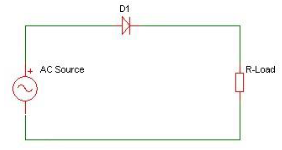 D1
+ AC Source
R-Load